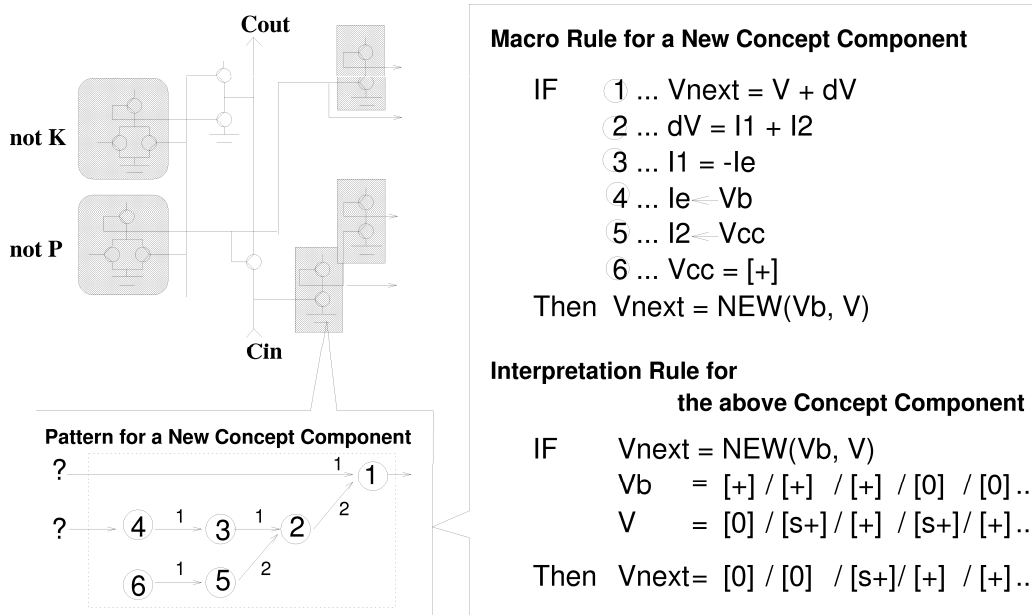 Cout
not K
not P
Cin
Pattern for a New Concept Component
? 1 1
? 4 1 3 1 2 2
6 1 5 2
Macro Rule for a New Concept Component
IF 1 ... Vnext = V + dV
2 ... dV = I1 + I2
3 ... I1 = -Ie
4 ... Ie ← Vb
5 ... I2 ← Vcc
6 ... Vcc = [+]
Then Vnext = NEW(Vb, V)
Interpretation Rule for
the above Concept Component
IF Vnext = NEW(Vb, V)
Vb = [+] / [+] / [+] / [0] / [0] ..
V = [0] / [s+] / [+] / [s+] / [+] ..
Then Vnext = [0] / [0] / [s+] / [+] / [+] ..